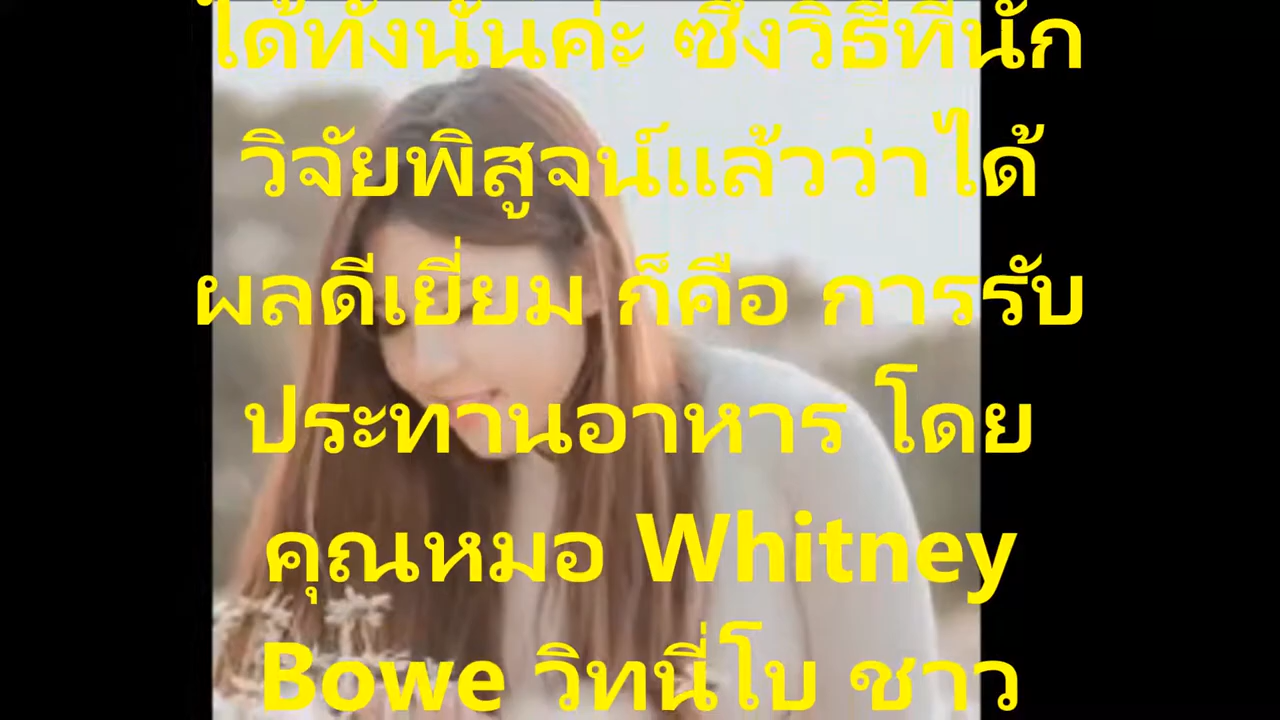 ได้ทั้งนั้นค่ะ ซึ่งวิธีที่นัก
วิจัยพิสูจน์แล้วว่าได้
ผลดีเยี่ยม ก็คือ การรับ
ประทานอาหาร โดย
คุณหมอ Whitney
Bowe วิทนี่โบ ชาว